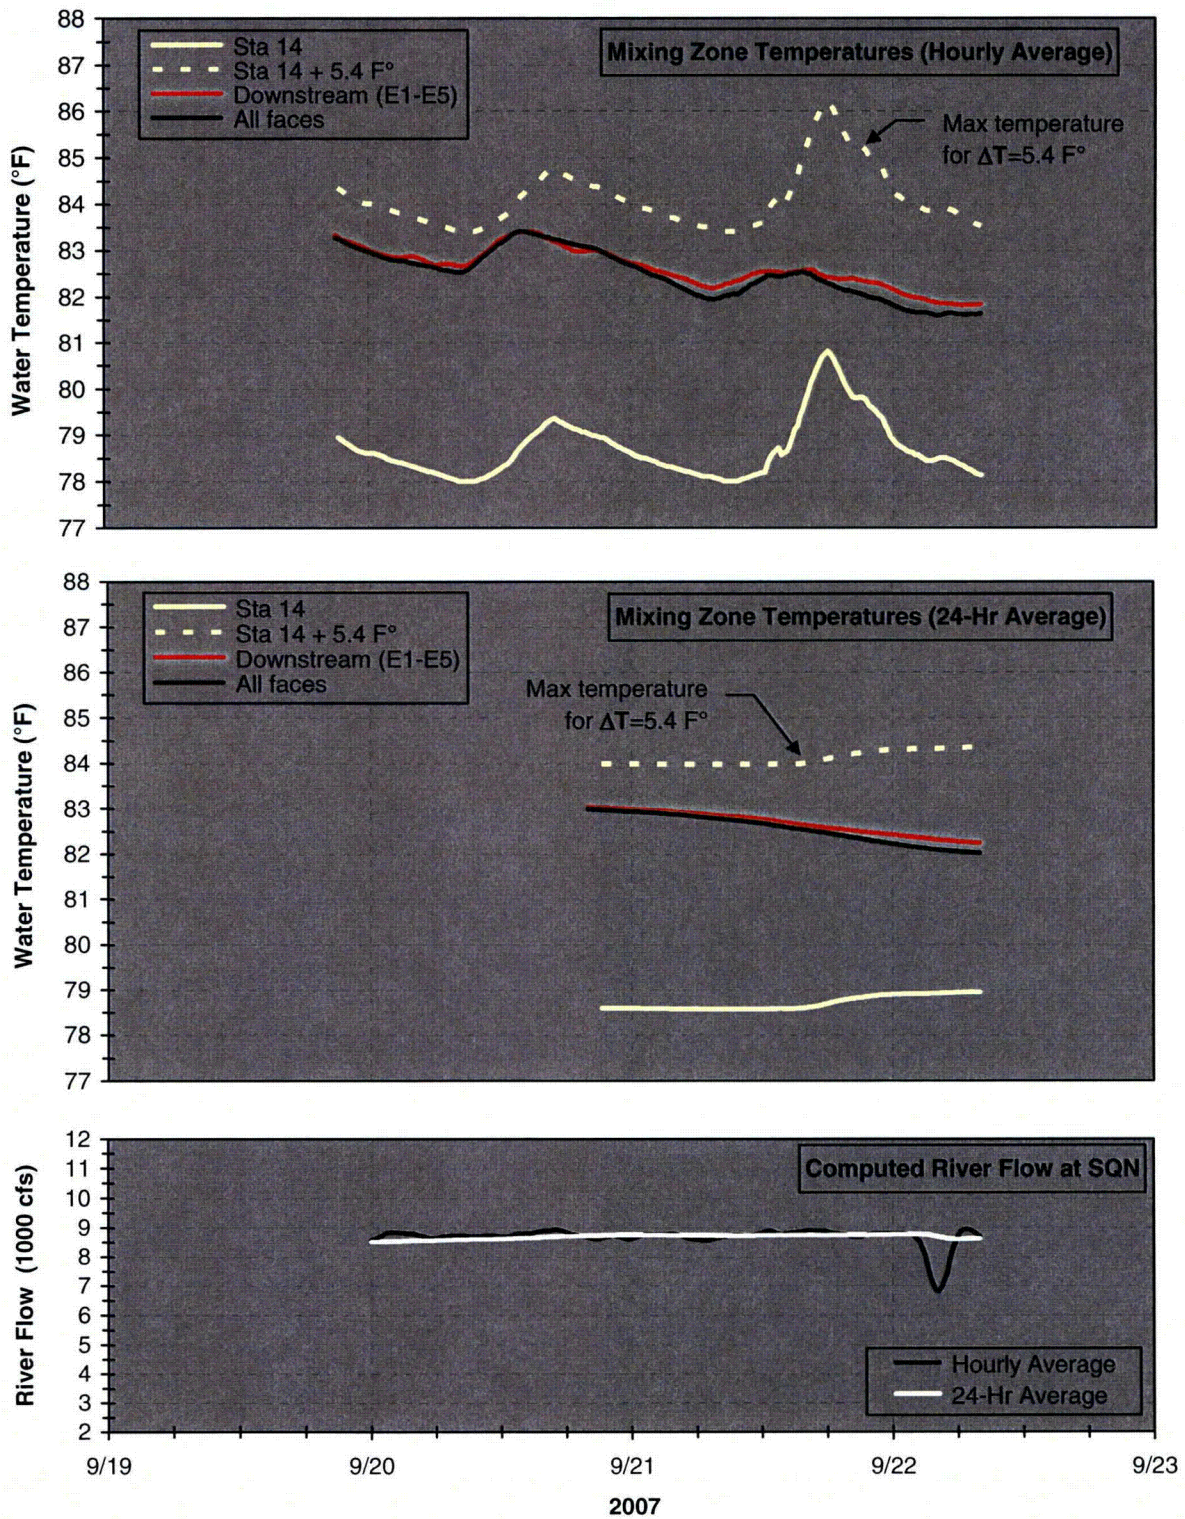 Mixing Zone Temperatures (Hourly Average)
Sta 14
Sta 14 + 5.4 F°
Downstream (E1-E5)
All faces
Max temperature
for ΔT=5.4 F°
Water Temperature (°F)
88
87
86
85
84
83
82
81
80
79
78
77
Mixing Zone Temperatures (24-Hr Average)
Sta 14
Sta 14 + 5.4 F°
Downstream (E1-E5)
All faces
Max temperature
for ΔT=5.4 F°
Water Temperature (°F)
88
87
86
85
84
83
82
81
80
79
78
77
Computed River Flow at SQN
River Flow (1000 cfs)
12
11
10
9
8
7
6
5
4
3
2
Hourly Average
24-Hr Average
9/19 9/20 9/21 9/22 9/23
2007